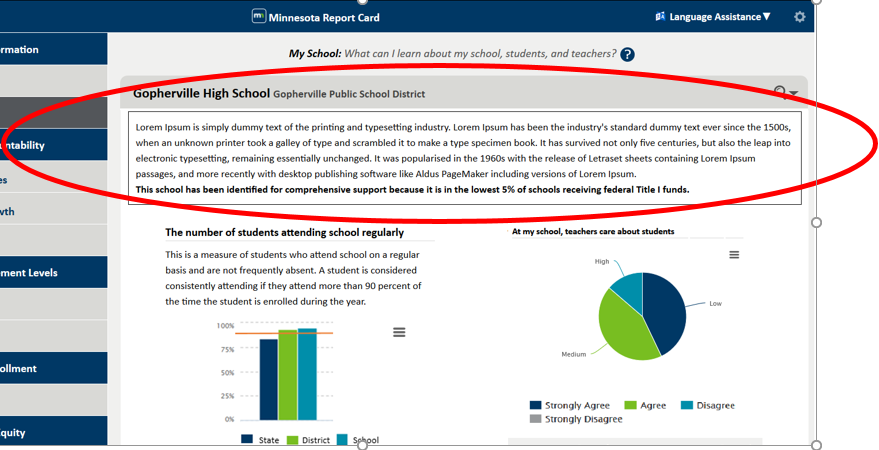 Minnesota Report Card
Language Assistance▼
rmation
My School: What can I learn about my school, students, and teachers? ?
Gopherville High School Gopherville Public School District
Lorem Ipsum is simply dummy text of the printing and typesetting industry. Lorem Ipsum has been the industry's standard dummy text ever since the 1500s,
when an unknown printer took a galley of type and scrambled it to make a type specimen book. It has survived not only five centuries, but also the leap into
electronic typesetting, remaining essentially unchanged. It was popularised in the 1960s with the release of Letraset sheets containing Lorem Ipsum
passages, and more recently with desktop publishing software like Aldus PageMaker including versions of Lorem Ipsum.
This school has been identified for comprehensive support because it is in the lowest 5% of schools receiving federal Title I funds.
ntability
es
wth
ement Levels
ollment
quity
The number of students attending school regularly
This is a measure of students who attend school on a regular
basis and are not frequently absent. A student is considered
consistently attending if they attend more than 90 percent of
the time the student is enrolled during the year.
100%
75%
50%
25%
0%
State District School
At my school, teachers care about students
High
Low
Medium
Strongly Agree Agree Disagree
Strongly Disagree